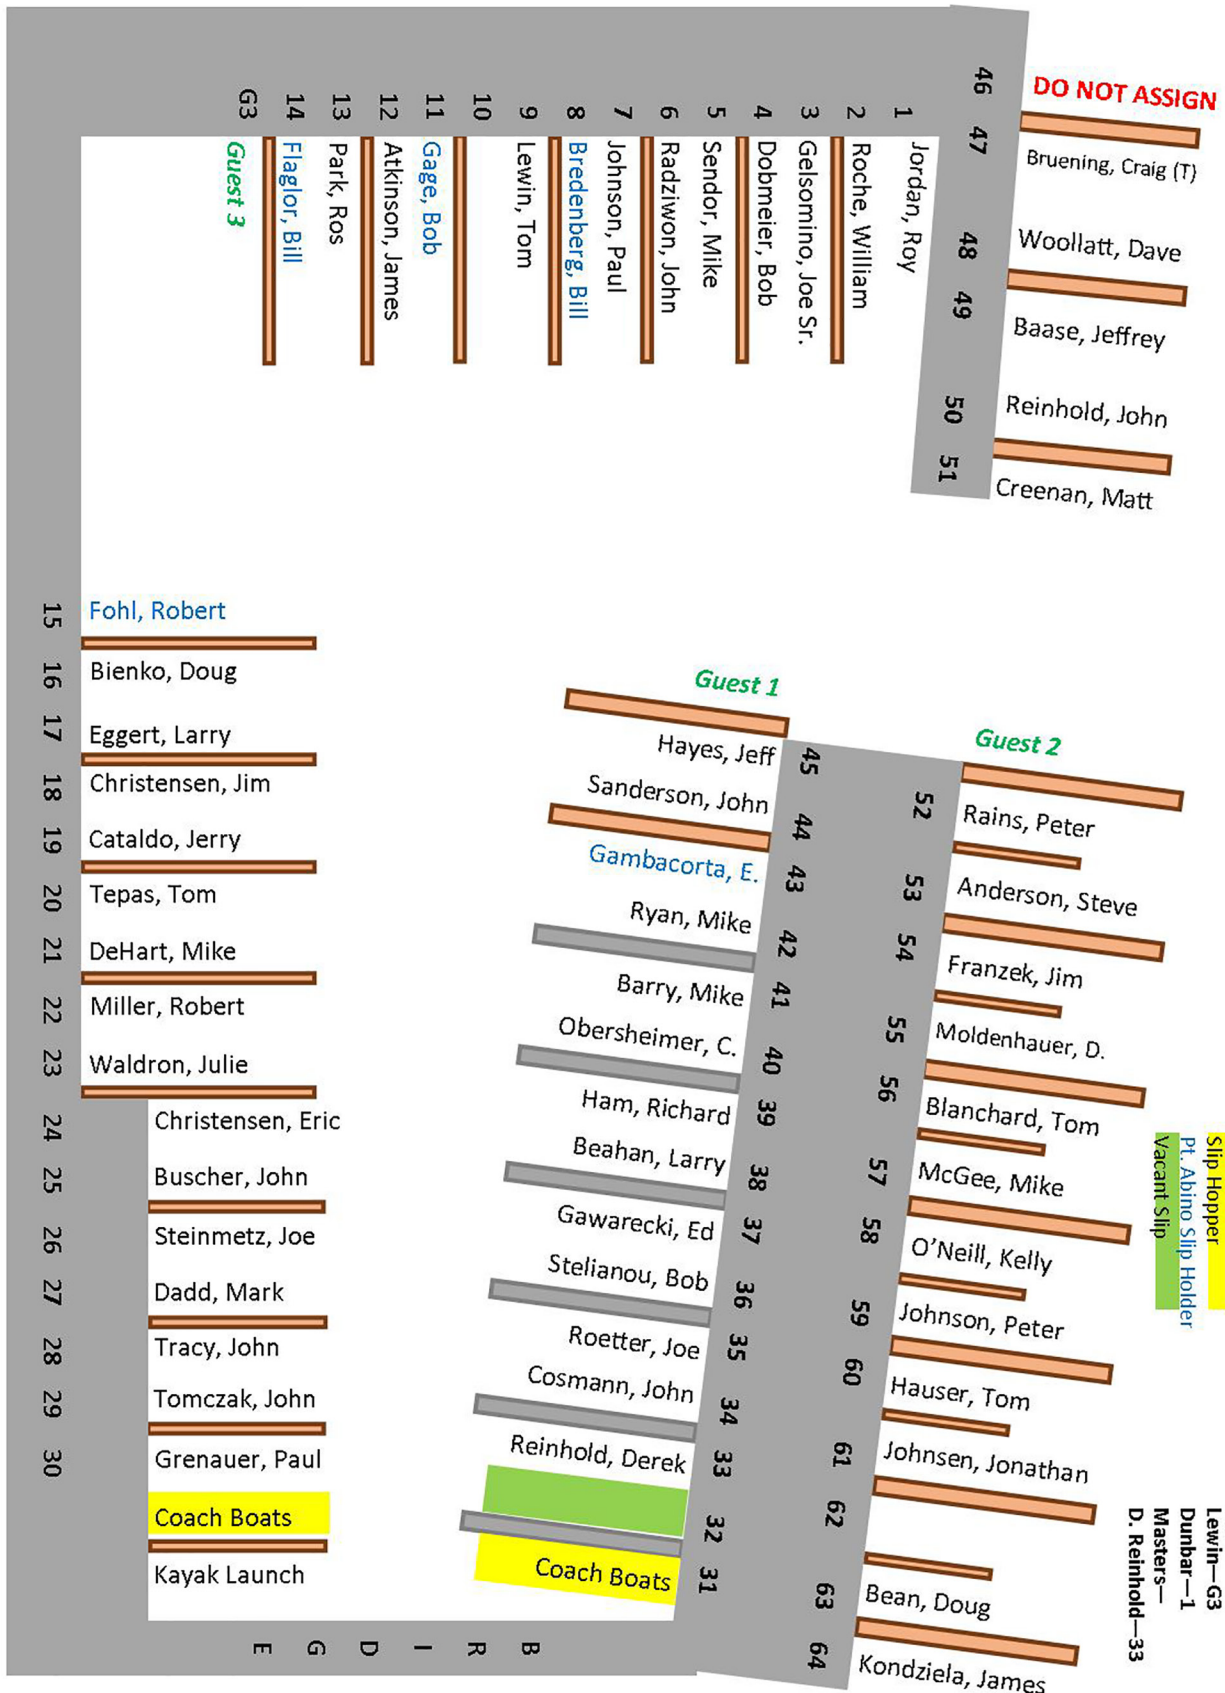 46
DO NOT ASSIGN
47
Bruening, Craig (T)
48
Woollatt, Dave
49
Baase, Jeffrey
50
Reinhold, John
51
Creenan, Matt
1
Jordan, Roy
2
Roche, William
3
Gelsomino, Joe Sr.
4
Dobmeier, Bob
5
Sendor, Mike
6
Radziwon, John
7
Johnson, Paul
8
Bredenberg, Bill
9
Lewin, Tom
10
11
Gage, Bob
12
Atkinson, James
13
Park, Ros
14
Flaglor, Bill
G3
Guest 3
15
Fohl, Robert
16
Bienko, Doug
17
Eggert, Larry
18
Christensen, Jim
19
Cataldo, Jerry
20
Tepas, Tom
21
DeHart, Mike
22
Miller, Robert
23
Waldron, Julie
24
Christensen, Eric
25
Buscher, John
26
Steinmetz, Joe
27
Dadd, Mark
28
Tracy, John
29
Tomczak, John
30
Grenauer, Paul
Coach Boats
Kayak Launch
Guest 1
Hayes, Jeff
45
Sanderson, John
44
Gambacorta, E.
43
Ryan, Mike
42
Barry, Mike
41
Obersheimer, C.
40
Ham, Richard
39
Beahan, Larry
38
Gawarecki, Ed
37
Stelianou, Bob
36
Roetter, Joe
35
Cosmann, John
34
Reinhold, Derek
33
32
Coach Boats
31
Guest 2
52
Rains, Peter
53
Anderson, Steve
54
Franzek, Jim
55
Moldenhauer, D.
56
Blanchard, Tom
57
McGee, Mike
58
O'Neill, Kelly
59
Johnson, Peter
60
Hauser, Tom
61
Johnsen, Jonathan
62
63
Bean, Doug
64
Kondziela, James
BRIDGE
Slip Hopper
Pt. Abino Slip Holder
Vacant Slip
Lewin—G3
Dunbar—1
Masters—
D. Reinhold—33